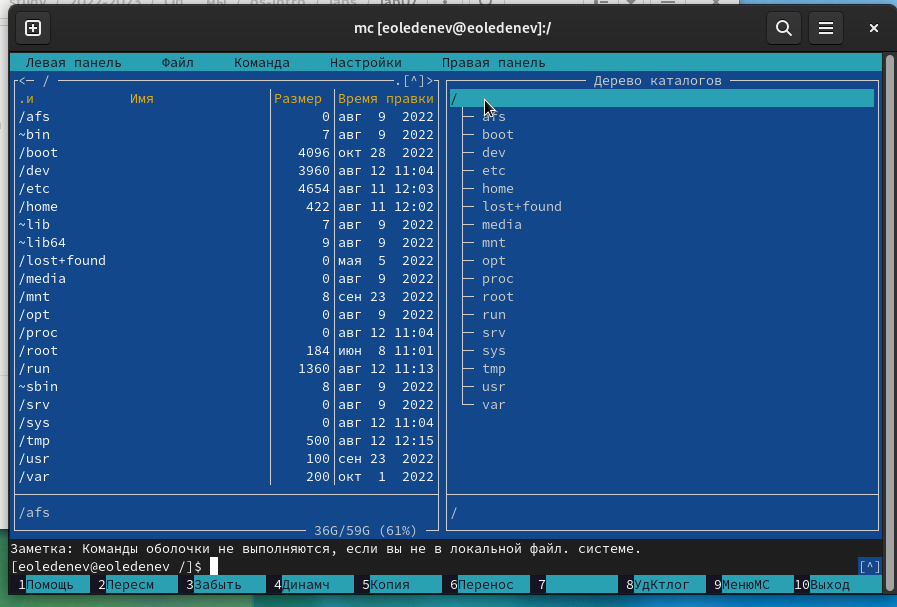 mc [eoledenev@eoledenev]:/
Левая панель Файл Команда Настройки Правая панель
<— / .[^]> Дерево каталогов
.и Имя Размер Время правки /
/afs 0 авг 9 2022 afs
~bin 7 авг 9 2022 boot
/boot 4096 окт 28 2022 dev
/dev 3960 авг 12 11:04 etc
/etc 4654 авг 11 12:03 home
/home 422 авг 11 12:02 lost+found
~lib 7 авг 9 2022 media
~lib64 9 авг 9 2022 mnt
/lost+found 0 мая 5 2022 opt
/media 0 авг 9 2022 proc
/mnt 8 сен 23 2022 root
/opt 0 авг 9 2022 run
/proc 0 авг 12 11:04 srv
/root 184 июн 8 11:01 sys
/run 1360 авг 12 11:13 tmp
~sbin 8 авг 9 2022 usr
/srv 0 авг 9 2022 var
/sys 0 авг 12 11:04
/tmp 500 авг 12 12:15
/usr 100 сен 23 2022
/var 200 окт 1 2022
/afs /
36G/59G (61%)
Заметка: Команды оболочки не выполняются, если вы не в локальной файл. системе.
[eoledenev@eoledenev /]$ [^]
1Помощь 2Пересм 3Забыть 4Динамч 5Копия 6Перенос 7 8УдКтлог 9МенюМС 10Выход